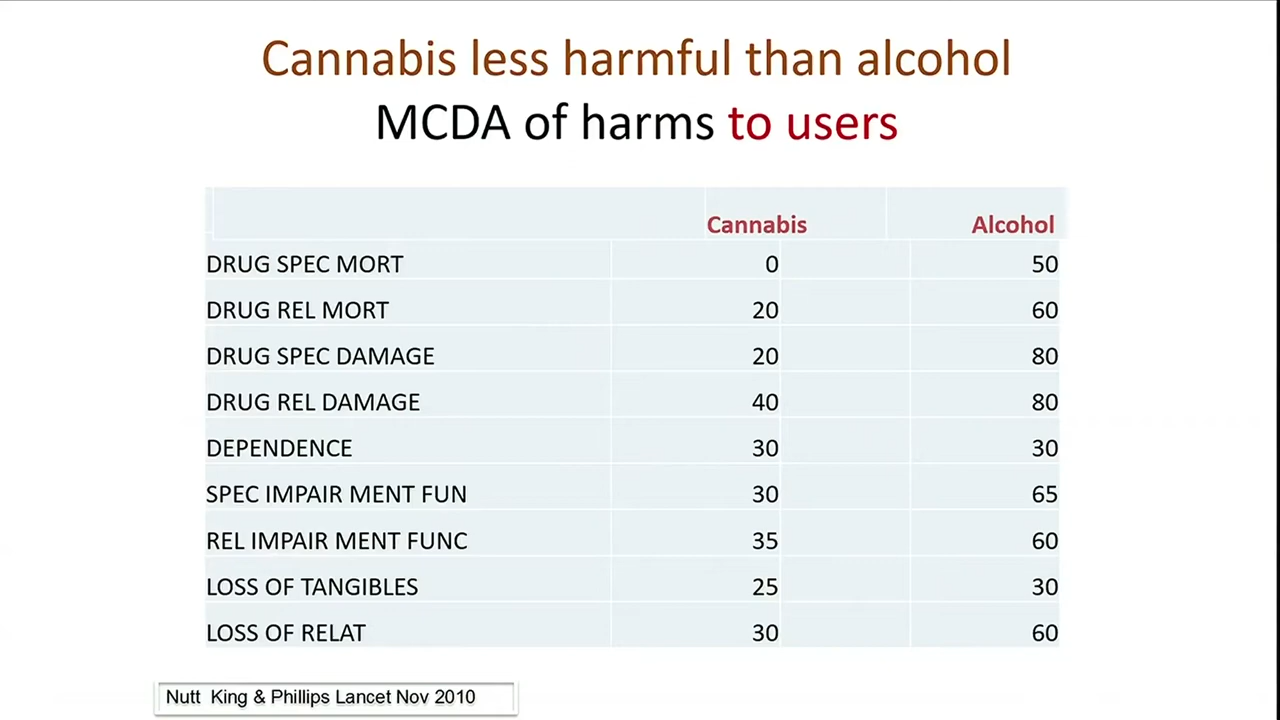 Cannabis less harmful than alcohol
MCDA of harms to users
Cannabis Alcohol
DRUG SPEC MORT 0 50
DRUG REL MORT 20 60
DRUG SPEC DAMAGE 20 80
DRUG REL DAMAGE 40 80
DEPENDENCE 30 30
SPEC IMPAIR MENT FUN 30 65
REL IMPAIR MENT FUNC 35 60
LOSS OF TANGIBLES 25 30
LOSS OF RELAT 30 60
Nutt King & Phillips Lancet Nov 2010